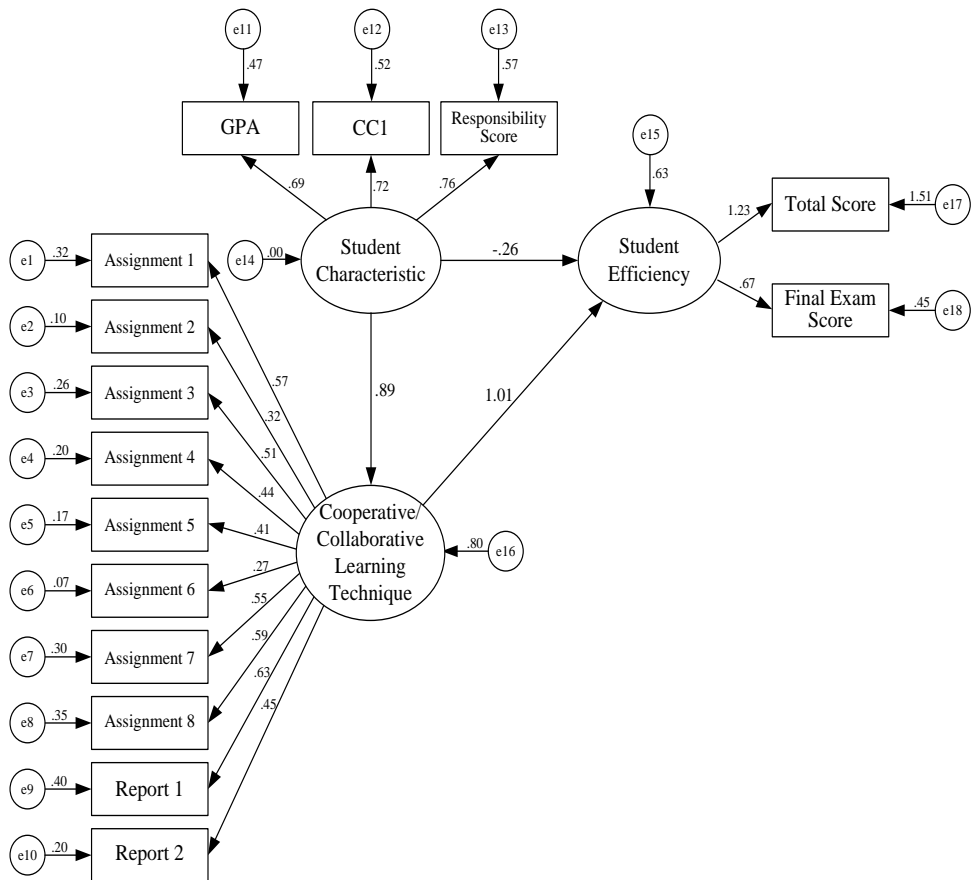 e11
e12
e13
.47
.52
.57
GPA
CC1
Responsibility
Score
e15
.69
.72
.76
.63
Total Score
1.51
e17
1.23
e14
.00
Student
Characteristic
-.26
Student
Efficiency
.67
Final Exam
Score
.45
e18
e1
.32
Assignment 1
e2
.10
Assignment 2
e3
.26
Assignment 3
e4
.20
Assignment 4
e5
.17
Assignment 5
e6
.07
Assignment 6
e7
.30
Assignment 7
e8
.35
Assignment 8
e9
.40
Report 1
e10
.20
Report 2
.57
.32
.51
.44
.41
.27
.55
.59
.63
.45
.89
1.01
Cooperative/
Collaborative
Learning
Technique
.80
e16